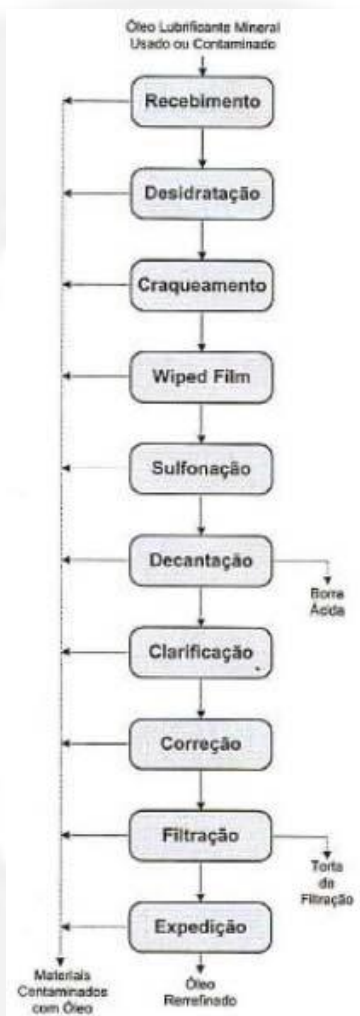 Óleo Lubrificante Mineral
Usado ou Contaminado
Recebimento
Desidratação
Craqueamento
Wiped Film
Sulfonação
Decantação
Borra
Ácida
Clarificação
Correção
Filtração
Torta
da
Filtração
Expedição
Materiais
Contaminados
com Óleo
Óleo
Rerrefinado